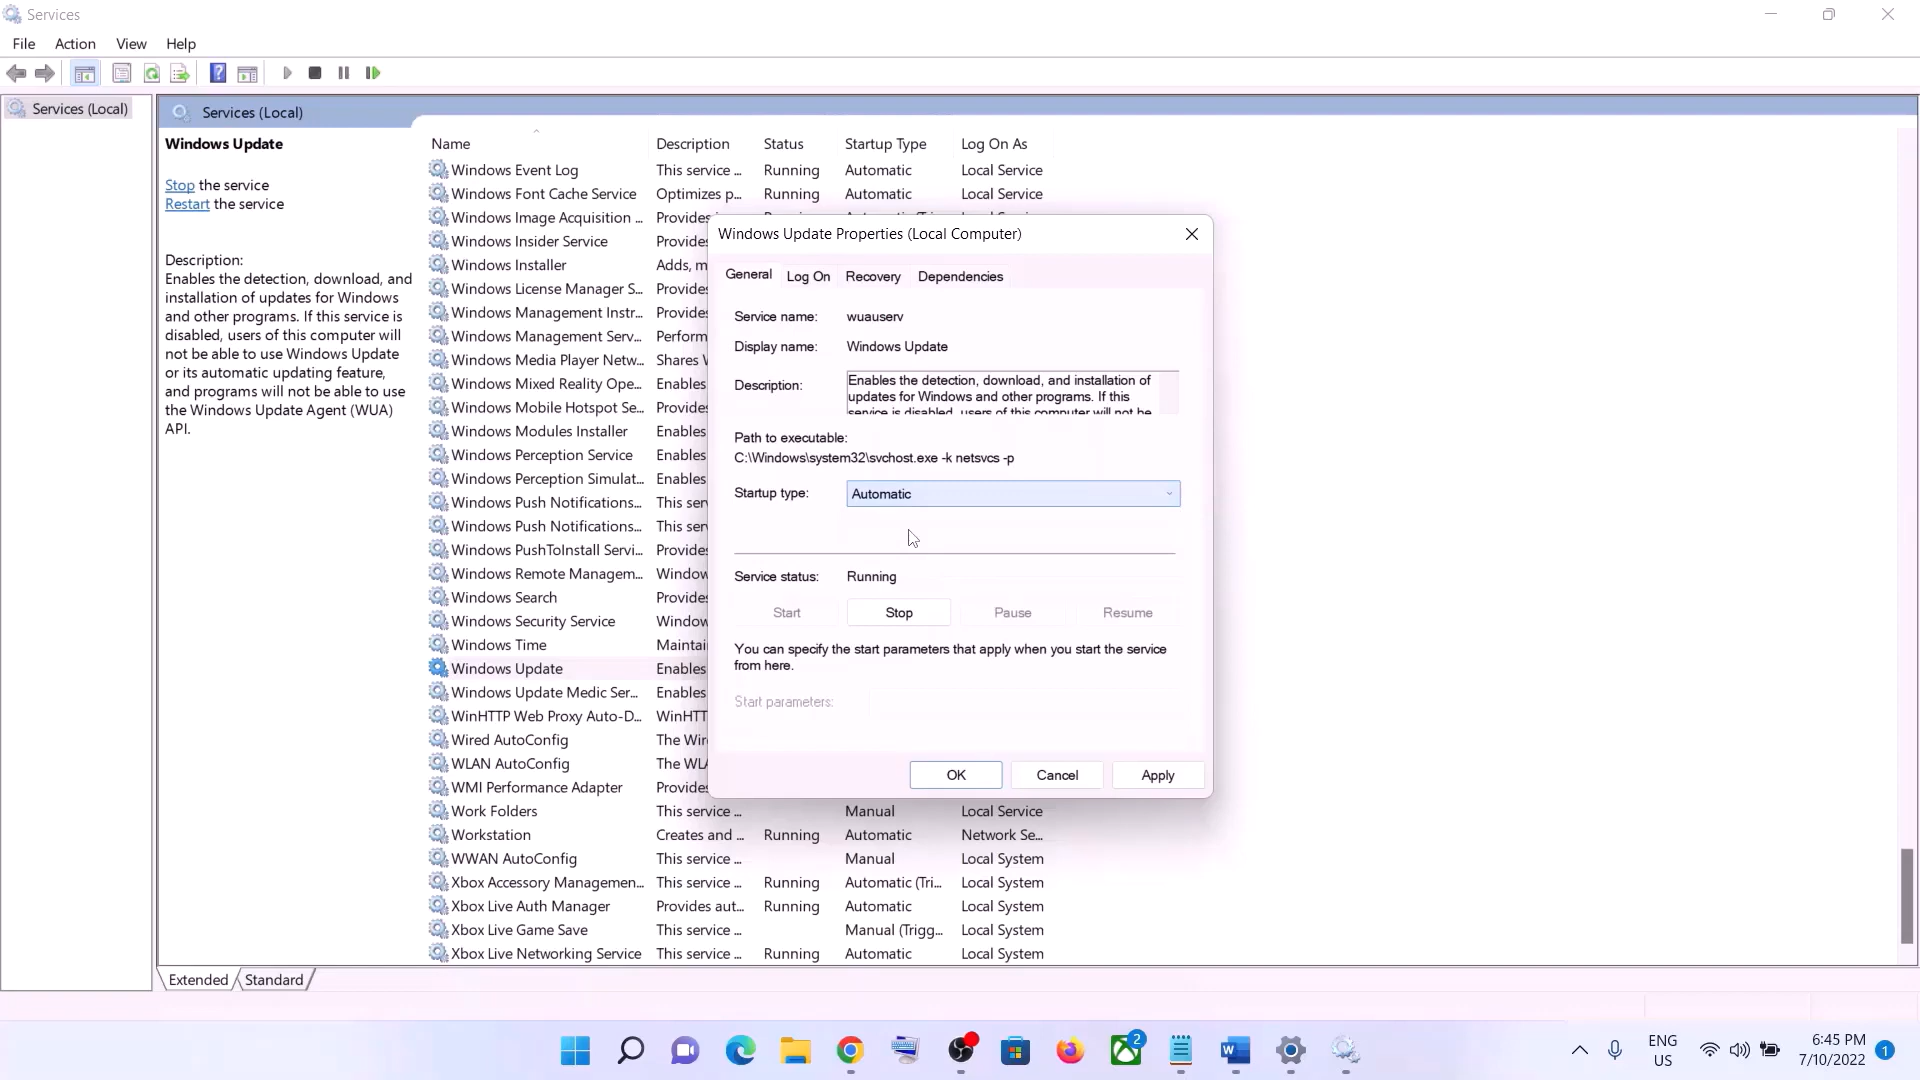 Services
File Action View Help
Services (Local)
Services (Local)
Windows Update
Stop the service
Restart the service
Description:
Enables the detection, download, and
installation of updates for Windows
and other programs. If this service is
disabled, users of this computer will
not be able to use Windows Update
or its automatic updating feature,
and programs will not be able to use
the Windows Update Agent (WUA)
API.
Name Description Status Startup Type Log On As
Windows Event Log This service ... Running Automatic Local Service
Windows Font Cache Service Optimizes p... Running Automatic Local Service
Windows Image Acquisition ... Provides
Windows Insider Service Provides
Windows Installer Adds, m
Windows License Manager S... Provides
Windows Management Instr... Provides
Windows Management Serv... Perform
Windows Media Player Netw... Shares W
Windows Mixed Reality Ope... Enables
Windows Mobile Hotspot Se... Provides
Windows Modules Installer Enables
Windows Perception Service Enables
Windows Perception Simulat... Enables
Windows Push Notifications... This serv
Windows Push Notifications... This serv
Windows PushToInstall Servi... Provides
Windows Remote Managem... Window
Windows Search Provides
Windows Security Service Window
Windows Time Maintai
Windows Update Enables
Windows Update Medic Ser... Enables
WinHTTP Web Proxy Auto-D... WinHTT
Wired AutoConfig The Wir
WLAN AutoConfig The WLA
WMI Performance Adapter Provides
Work Folders This service ... Manual Local Service
Workstation Creates and ... Running Automatic Network Se...
WWAN AutoConfig This service ... Manual Local System
Xbox Accessory Managemen... This service ... Running Automatic (Tri... Local System
Xbox Live Auth Manager Provides aut... Running Automatic Local System
Xbox Live Game Save This service ... Manual (Trigg... Local System
Xbox Live Networking Service This service ... Running Automatic Local System
Extended Standard
Windows Update Properties (Local Computer)
General Log On Recovery Dependencies
Service name: wuauserv
Display name: Windows Update
Description: Enables the detection, download, and installation of
updates for Windows and other programs. If this
service is disabled, users of this computer will not be
Path to executable:
C:\Windows\system32\svchost.exe -k netsvcs -p
Startup type: Automatic
Service status: Running
Start Stop Pause Resume
You can specify the start parameters that apply when you start the service
from here.
Start parameters:
OK Cancel Apply
2
ENG
US
6:45 PM
7/10/2022
1